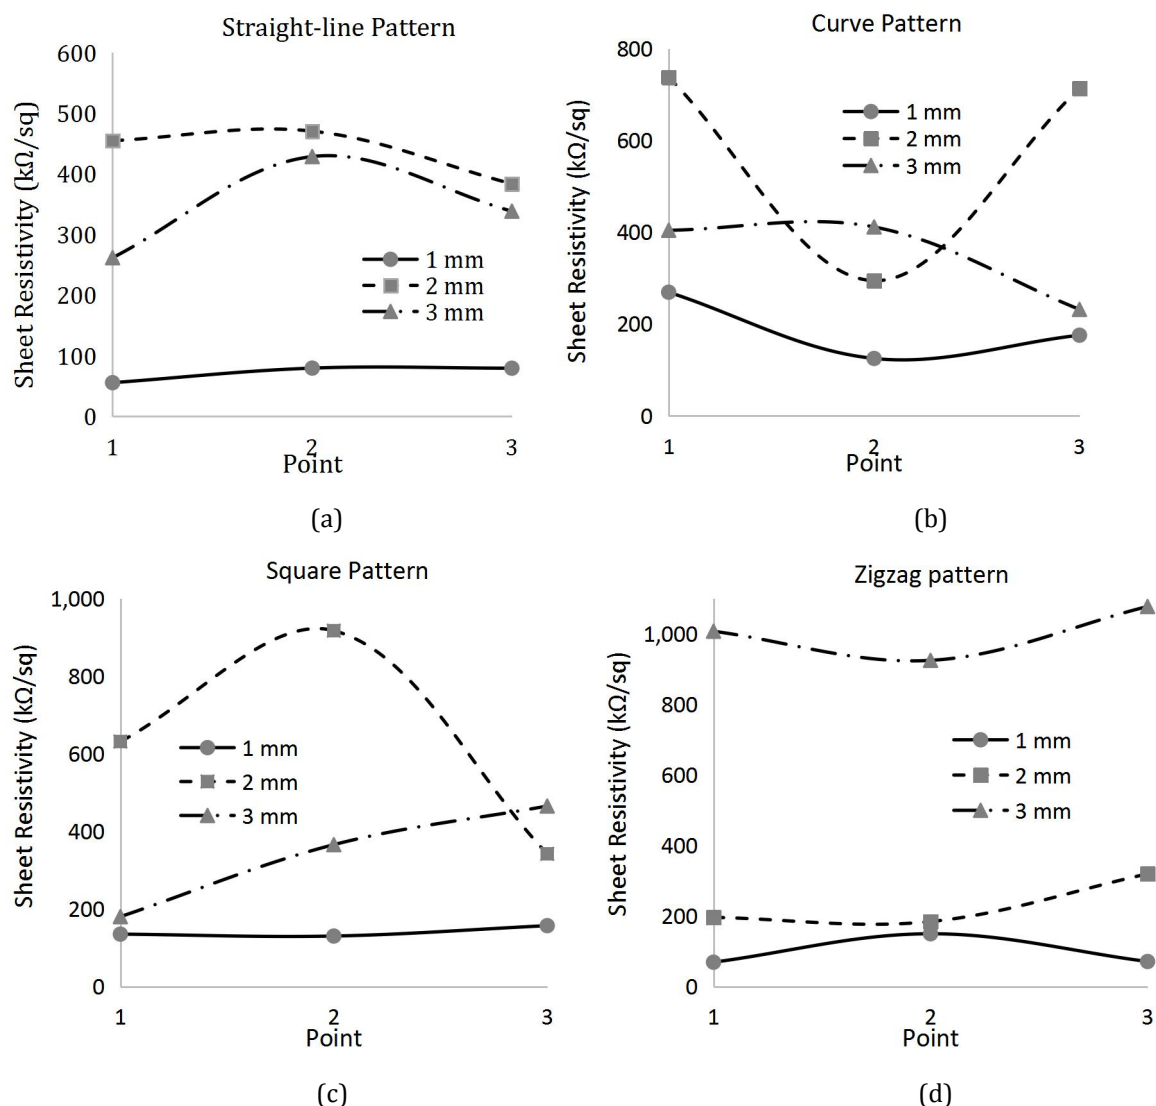 Straight-line Pattern
Sheet Resistivity (kΩ/sq)
600
500
400
300
200
100
0
1 mm
2 mm
3 mm
1
2
3
Point
(a)
Curve Pattern
Sheet Resistivity (kΩ/sq)
800
600
400
200
0
1 mm
2 mm
3 mm
1
2
3
Point
(b)
Square Pattern
Sheet Resistivity (kΩ/sq)
1,000
800
600
400
200
0
1 mm
2 mm
3 mm
1
2
3
Point
(c)
Zigzag pattern
Sheet Resistivity (kΩ/sq)
1,000
800
600
400
200
0
1 mm
2 mm
3 mm
1
2
3
Point
(d)